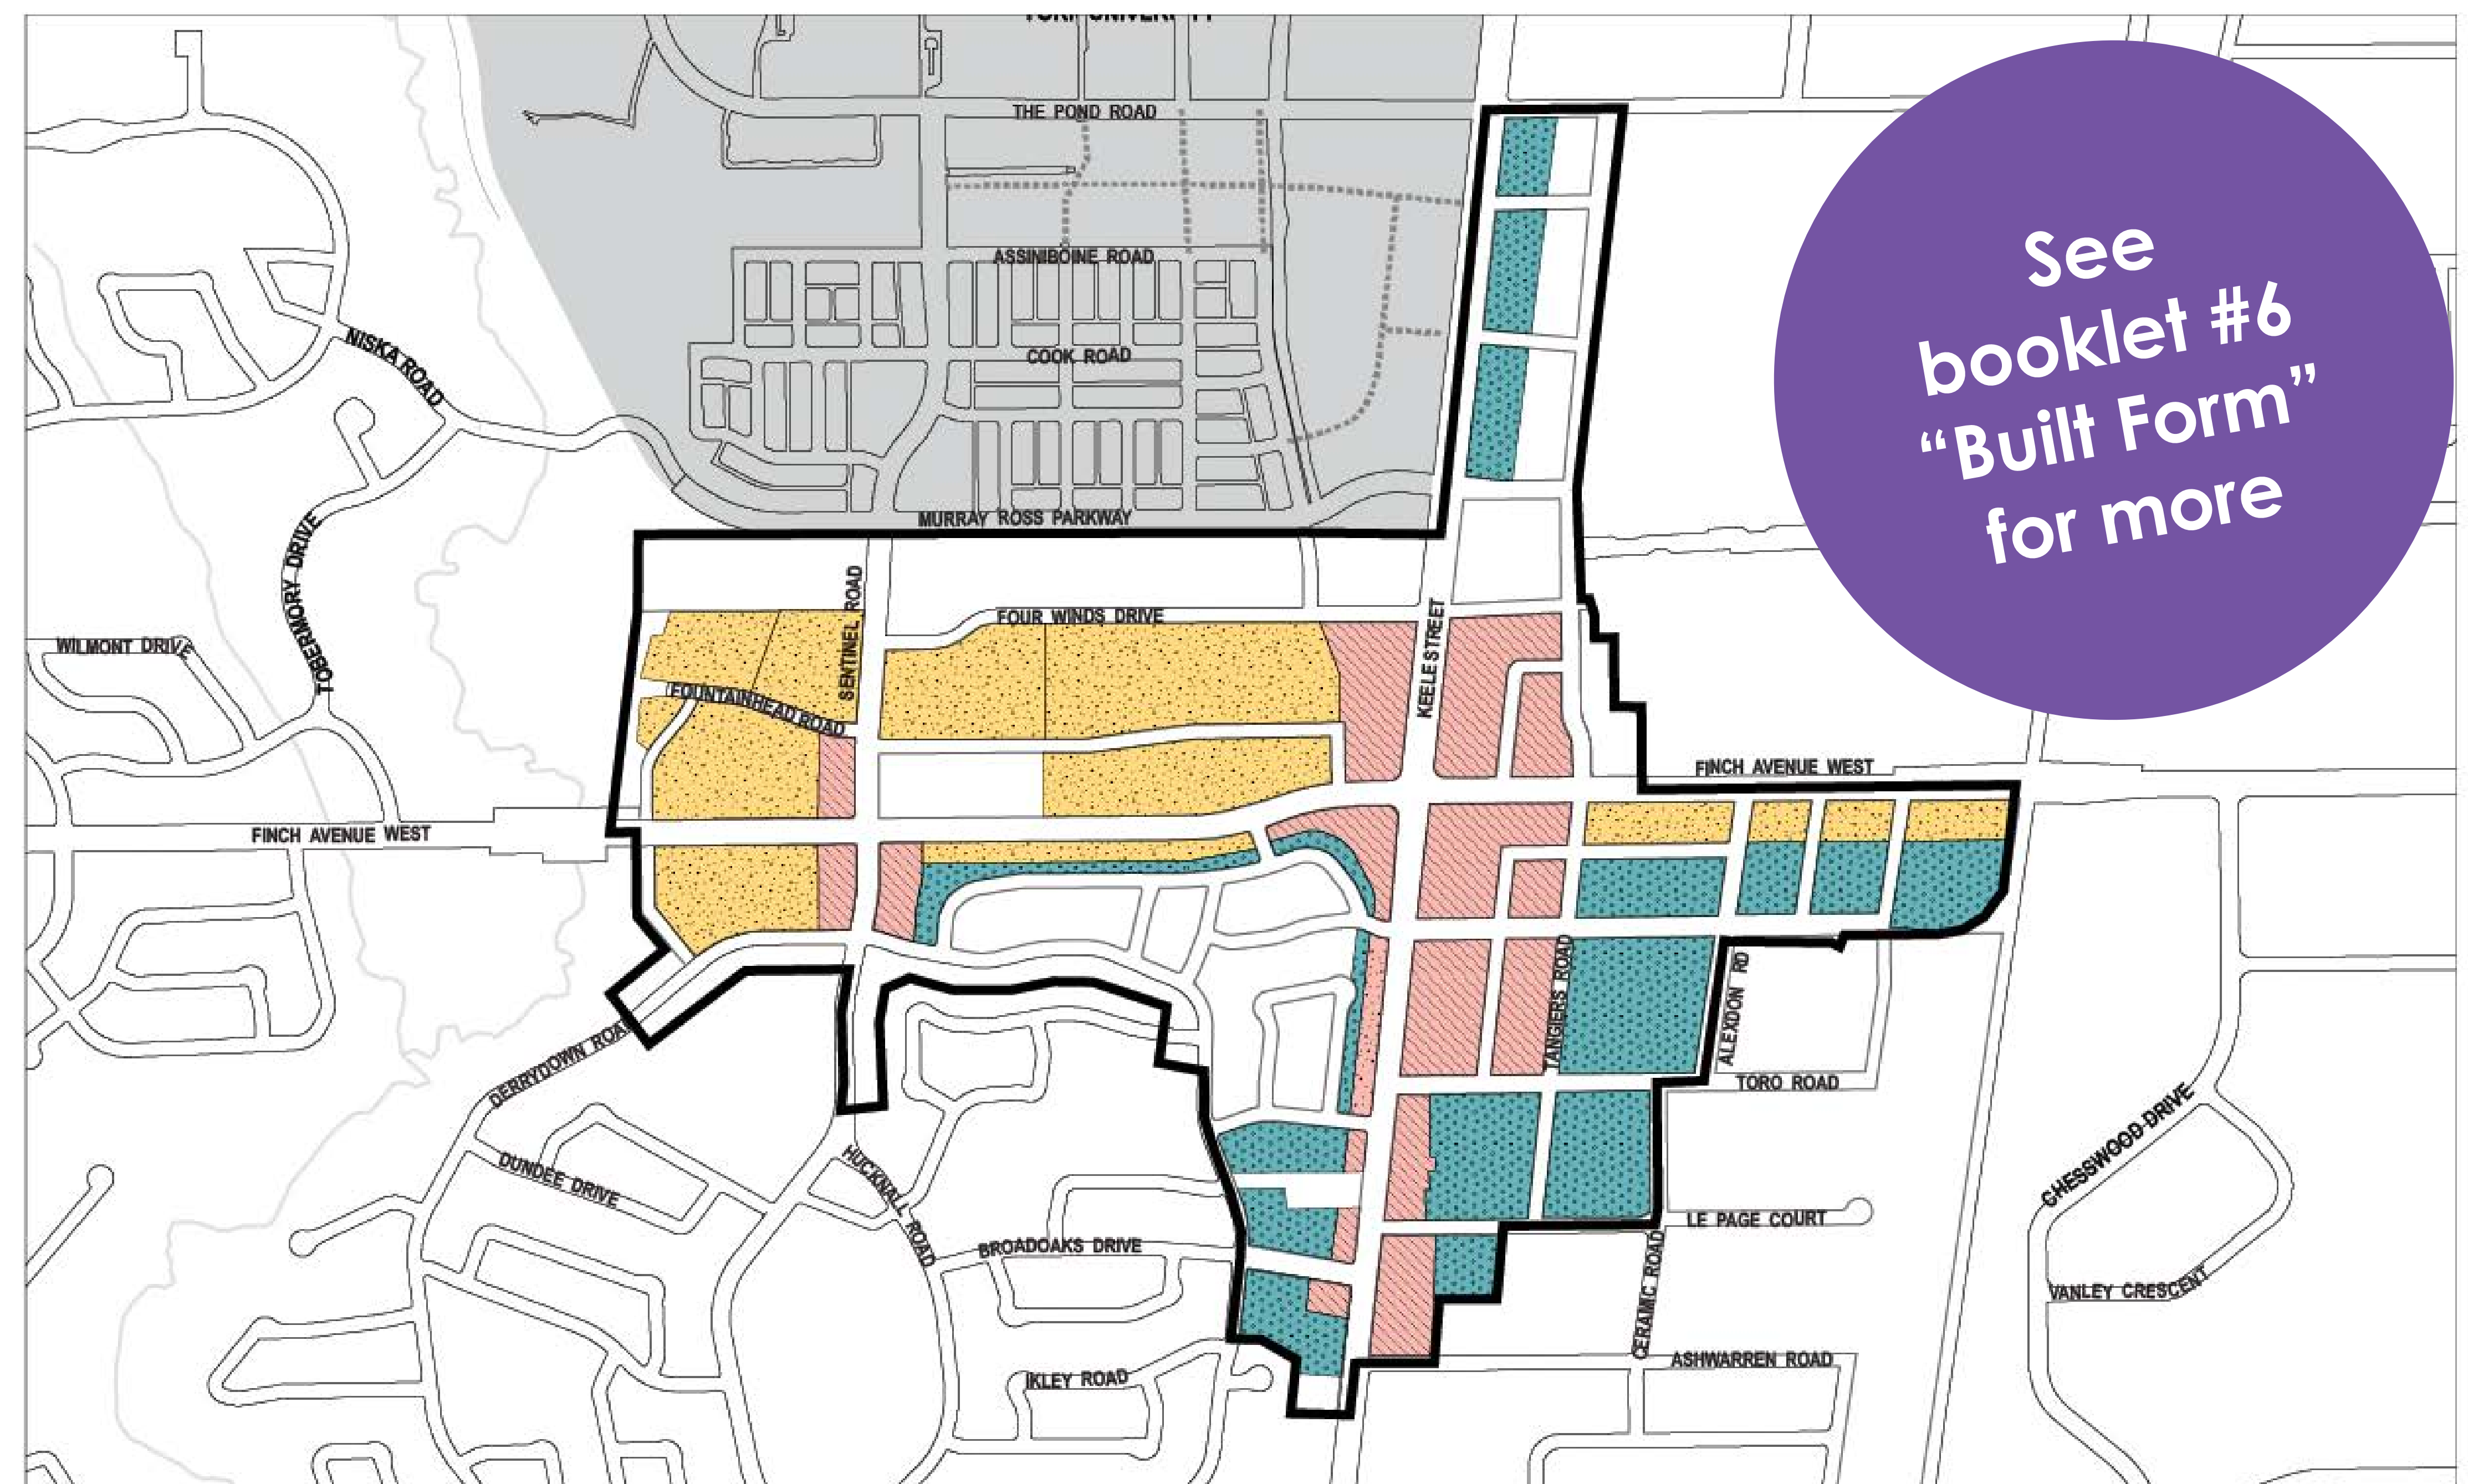 THE POND ROAD
See
booklet #6
“Built Form”
for more
ASSINIBOINE ROAD
NISKA ROAD
COOK ROAD
MURRAY ROSS PARKWAY
TOBERMORY DRIVE
SENTINEL ROAD
FOUR WINDS DRIVE
KEELE STREET
WILMONT DRIVE
FOUNTAINHEAD ROAD
FINCH AVENUE WEST
FINCH AVENUE WEST
TANGIERS ROAD
ALEXDON RD
DERRYDOWN ROAD
TORO ROAD
CHESSWOOD DRIVE
DUNDEE DRIVE
HUCKNALL ROAD
LE PAGE COURT
BROADOAKS DRIVE
CERAMIC ROAD
VANLEY CRESCENT
ASHWARREN ROAD
IKLEY ROAD